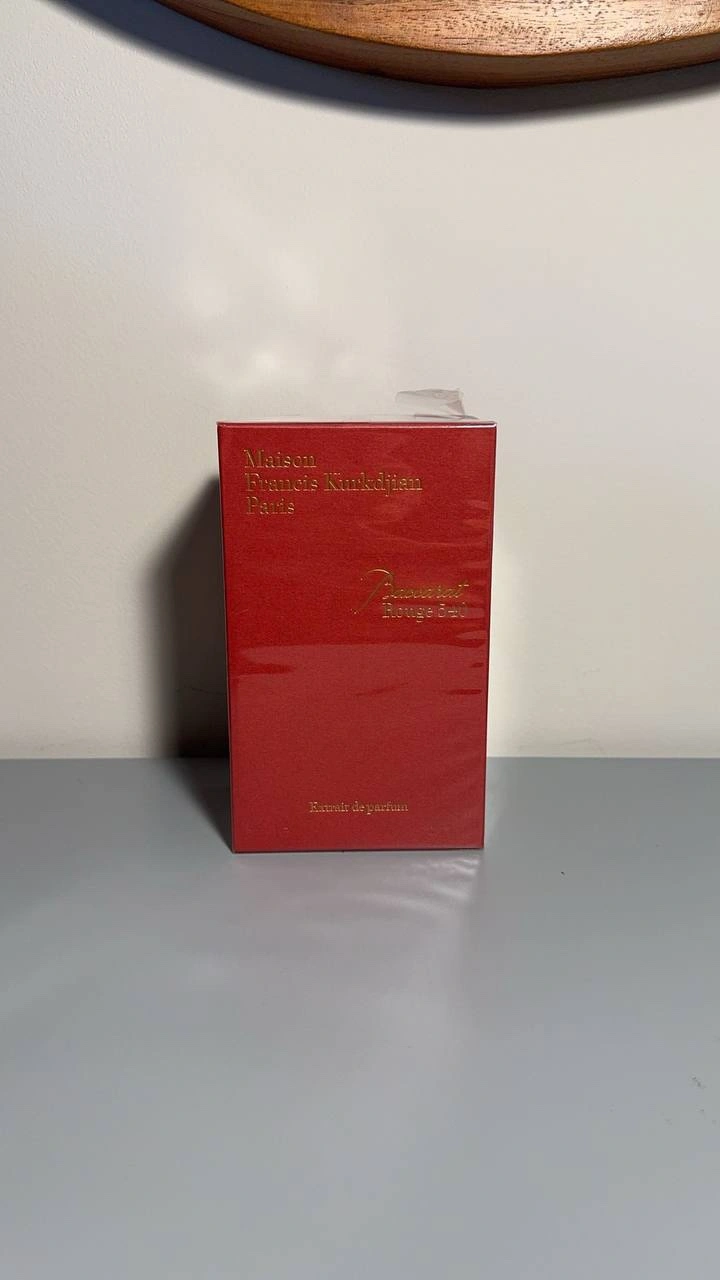 Maison
Francis Kurkdjian
Paris
Baccarat
Rouge 540
Extrait de parfum